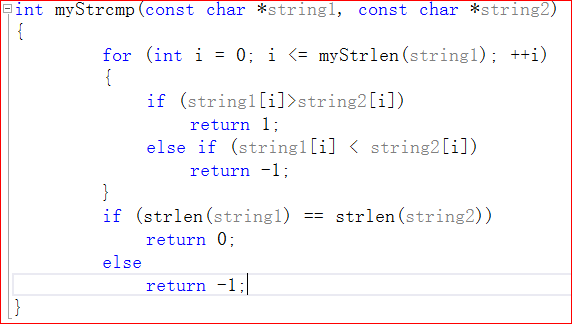 int myStrcmp(const char *string1, const char *string2)
{
for (int i = 0; i <= myStrlen(string1); ++i)
{
if (string1[i]>string2[i])
return 1;
else if (string1[i] < string2[i])
return -1;
}
if (strlen(string1) == strlen(string2))
return 0;
else
return -1;
}